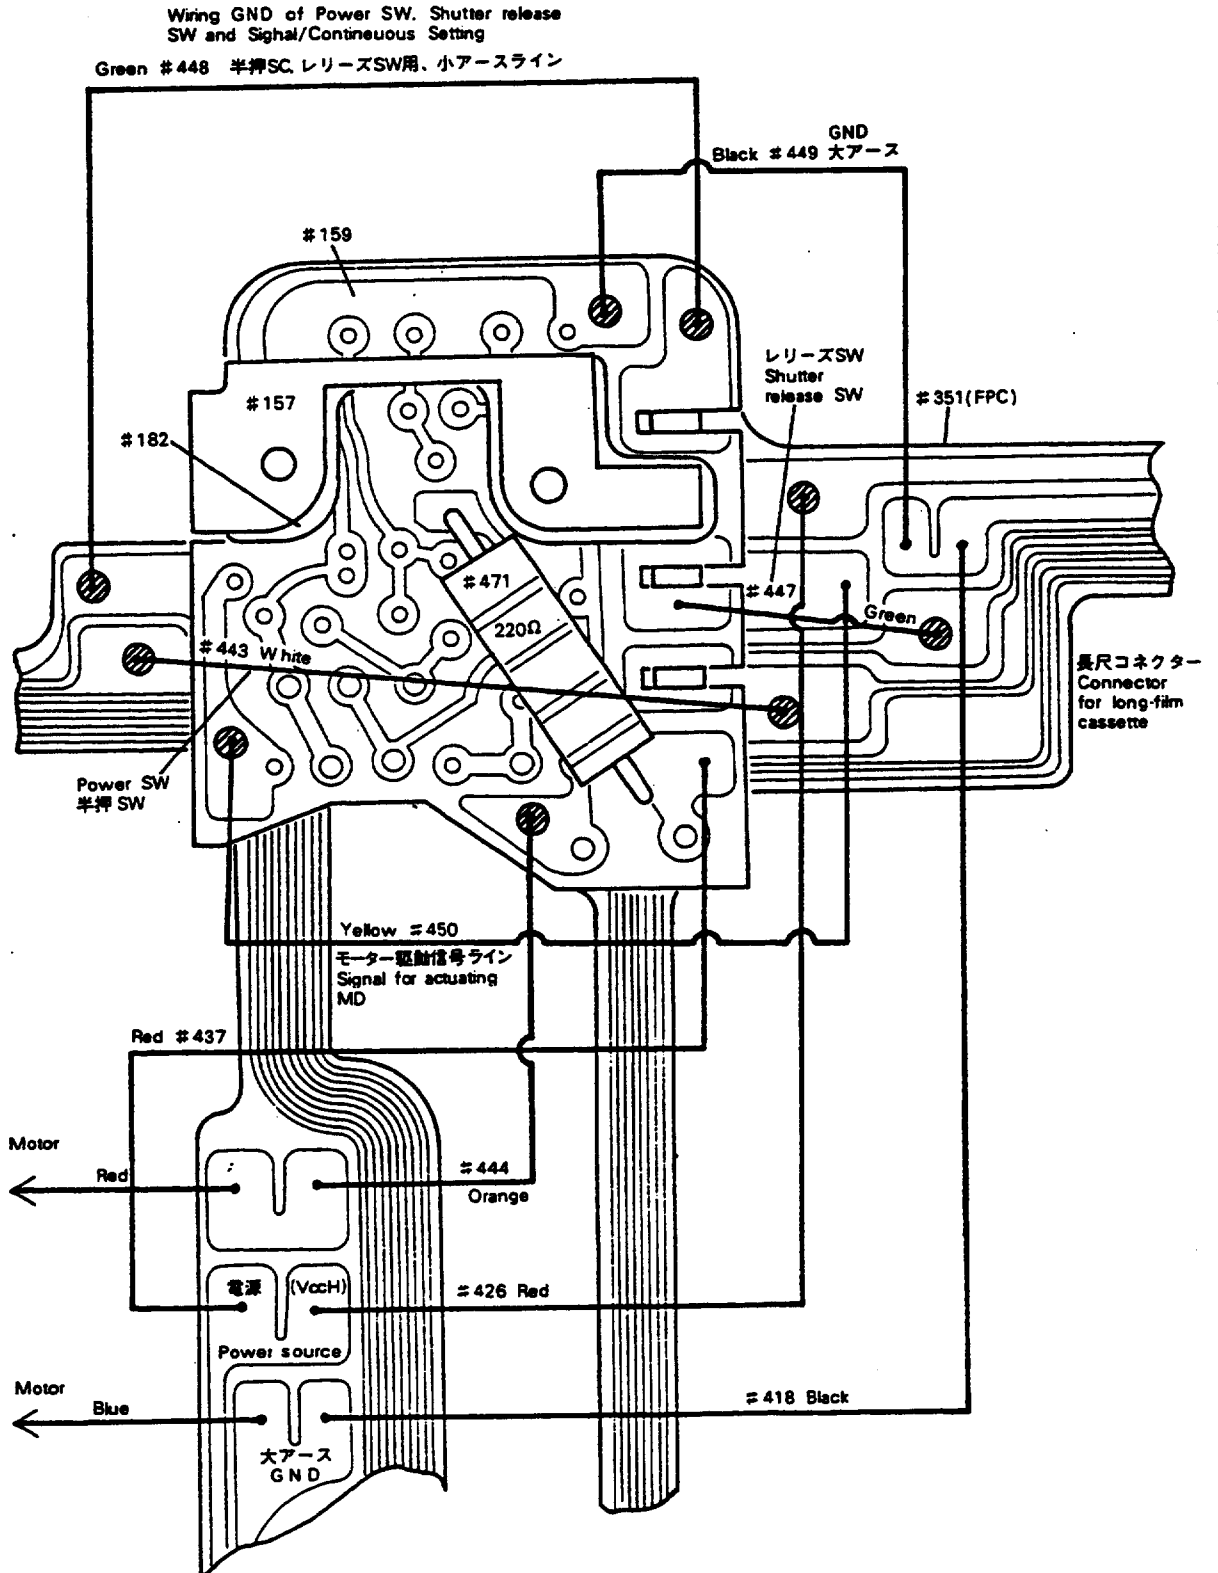 Wiring GND of Power SW. Shutter release
SW and Sighal/Contineuous Setting
Green #448 半押SC. レリーズSW用、小アースライン
GND
Black #449 大アース
#159
レリーズSW
Shutter
release SW
#351(FPC)
#157
#182
#471
220Ω
#447
Green
#443 White
長尺コネクター
Connector
for long-film
cassette
Power SW
半押SW
Yellow #450
モーター駆動信号ライン
Signal for actuating
MD
Red #437
Motor
Red
#444
Orange
電源 (VccH)
#426 Red
Power source
Motor
Blue
#418 Black
大アース
GND